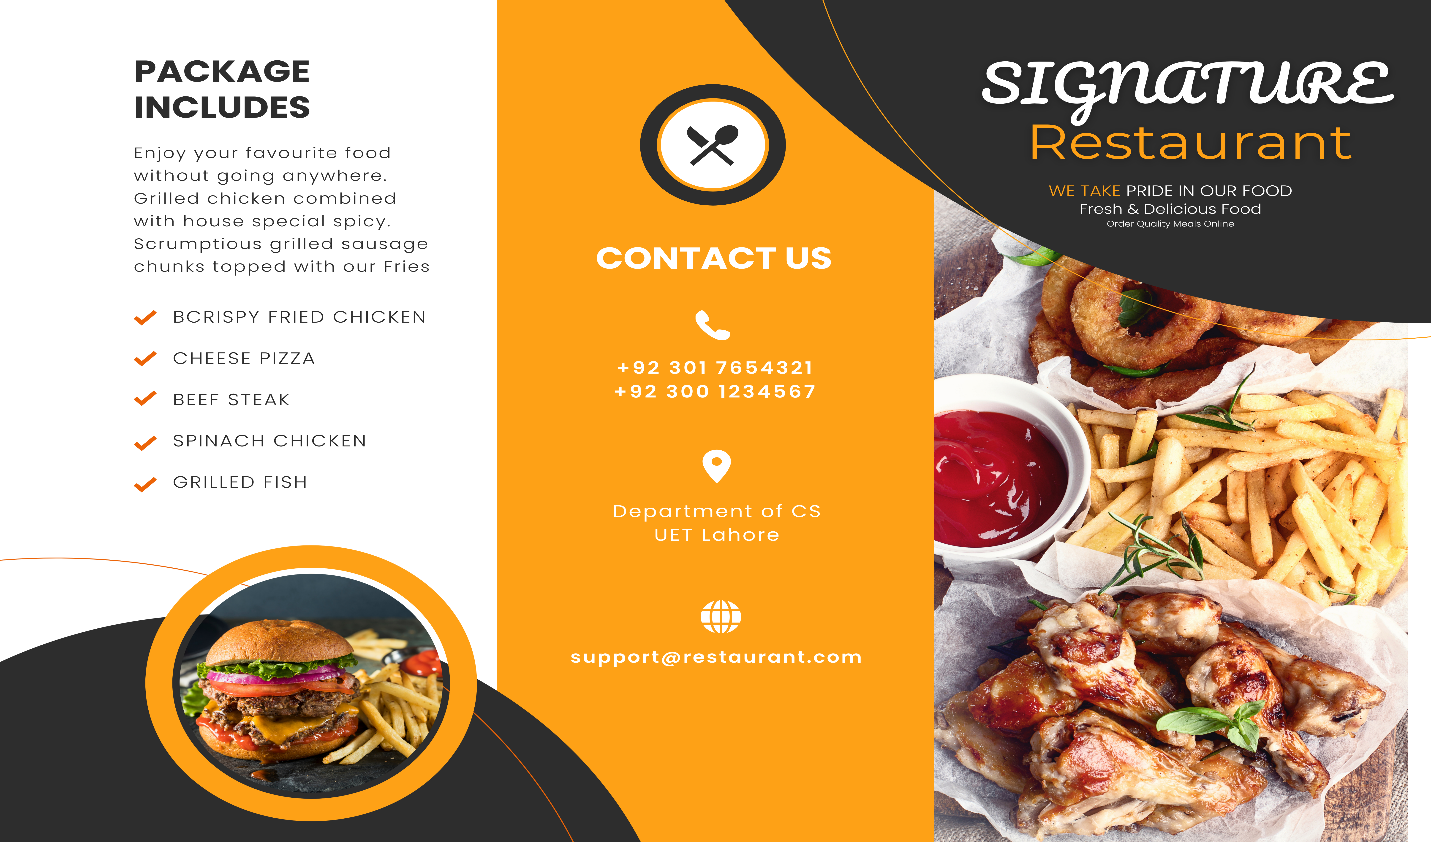 PACKAGE
INCLUDES
Enjoy your favourite food
without going anywhere.
Grilled chicken combined
with house special spicy.
Scrumptious grilled sausage
chunks topped with our Fries
BCRISPY FRIED CHICKEN
CHEESE PIZZA
BEEF STEAK
SPINACH CHICKEN
GRILLED FISH
CONTACT US
+92 301 7654321
+92 300 1234567
Department of CS
UET Lahore
support@restaurant.com
SIGNATURE
Restaurant
WE TAKE PRIDE IN OUR FOOD
Fresh & Delicious Food
Order Quality Meals Online